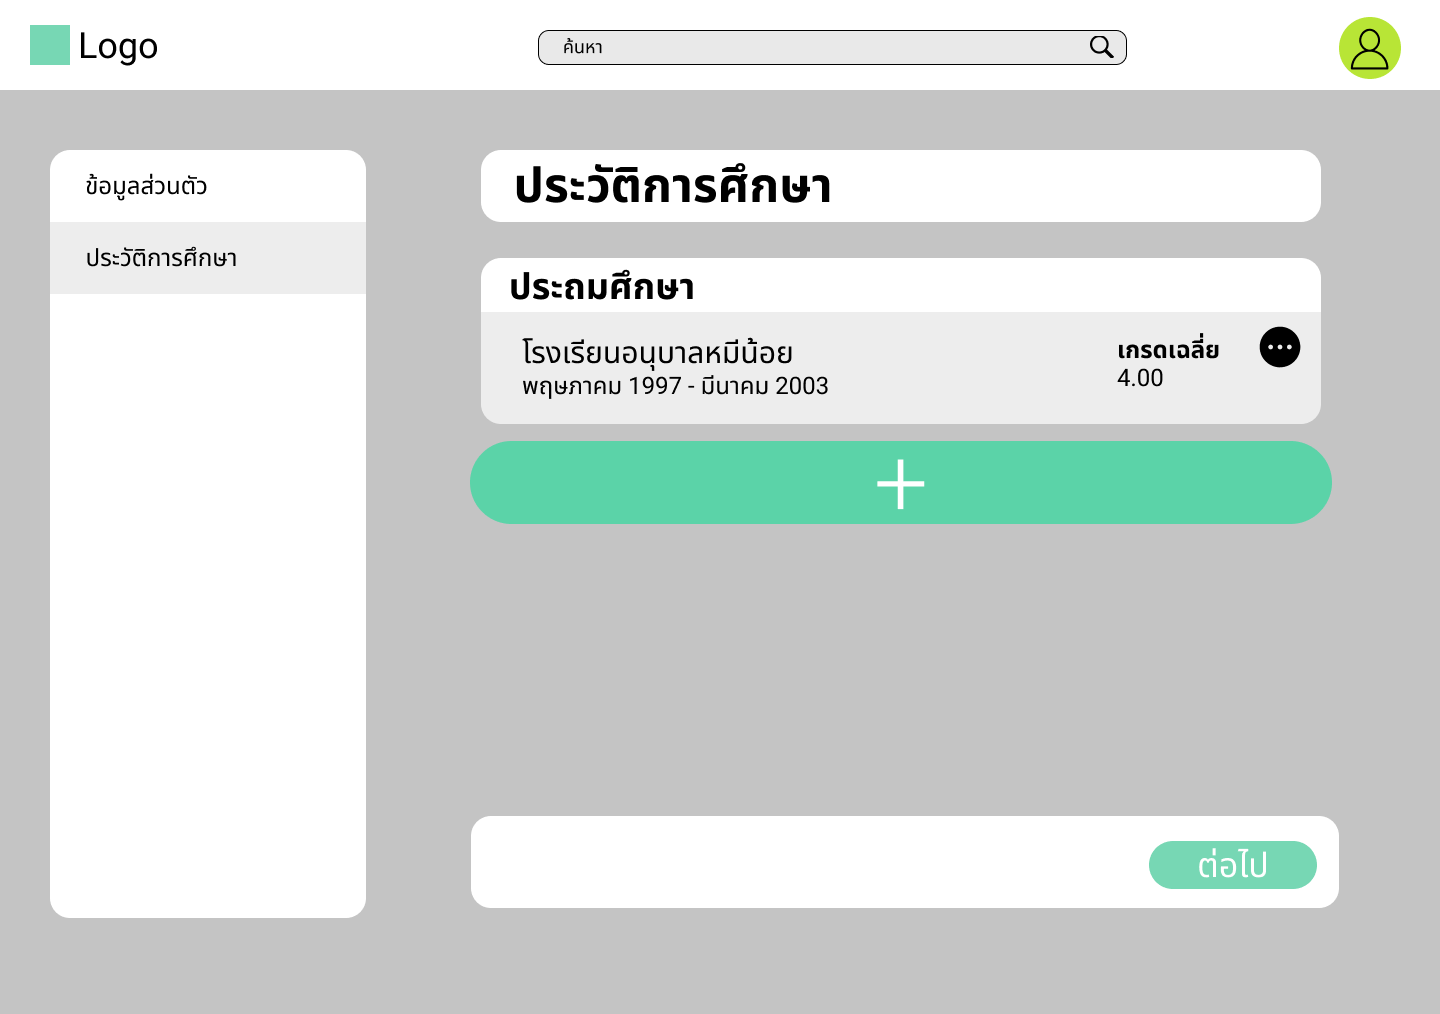 Logo
ค้นหา
ข้อมูลส่วนตัว
ประวัติการศึกษา
ประวัติการศึกษา
ประถมศึกษา
โรงเรียนอนุบาลหมีน้อย
พฤษภาคม 1997 - มีนาคม 2003
เกรดเฉลี่ย
4.00
ต่อไป